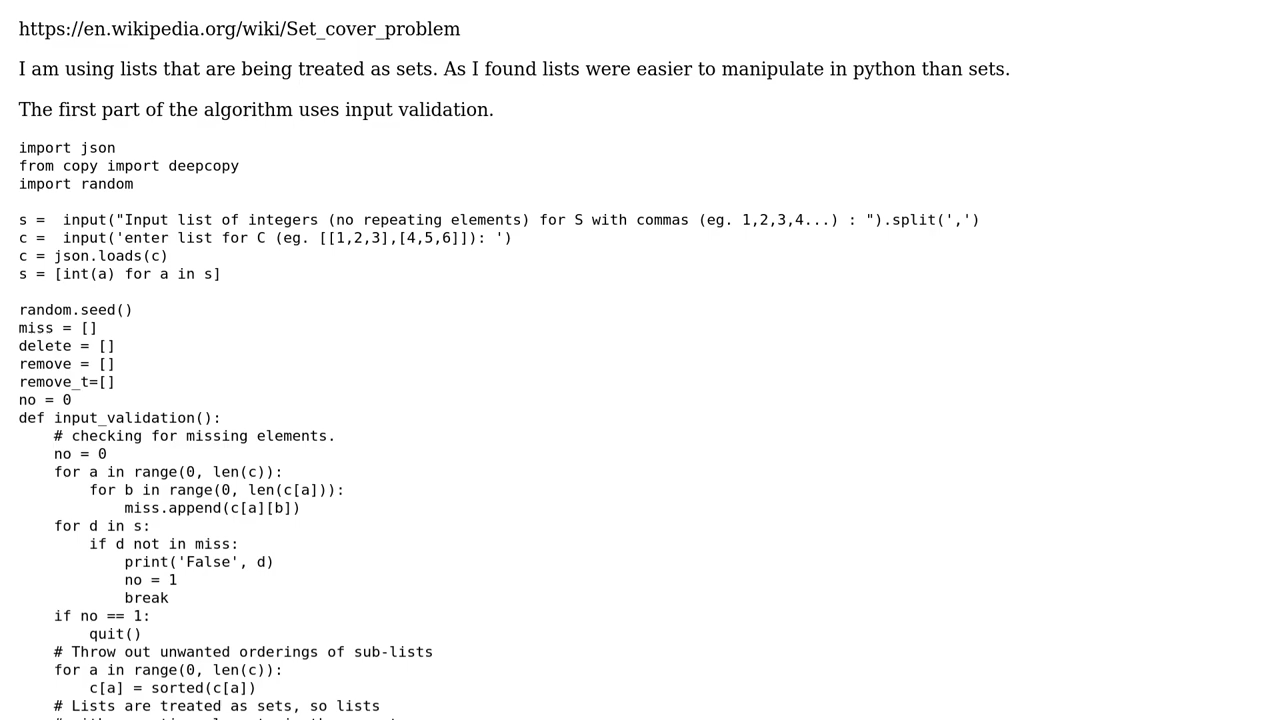 https://en.wikipedia.org/wiki/Set_cover_problem
I am using lists that are being treated as sets. As I found lists were easier to manipulate in python than sets.
The first part of the algorithm uses input validation.
import json
from copy import deepcopy
import random

s =  input("Input list of integers (no repeating elements) for S with commas (eg. 1,2,3,4...) : ").split(',')
c =  input('enter list for C (eg. [[1,2,3],[4,5,6]]): ')
c = json.loads(c)
s = [int(a) for a in s]

random.seed()
miss = []
delete = []
remove = []
remove_t=[]
no = 0
def input_validation():
    # checking for missing elements.
    no = 0
    for a in range(0, len(c)):
        for b in range(0, len(c[a])):
            miss.append(c[a][b])
    for d in s:
        if d not in miss:
            print('False', d)
            no = 1
            break
    if no == 1:
        quit()
    # Throw out unwanted orderings of sub-lists
    for a in range(0, len(c)):
        c[a] = sorted(c[a])
    # Lists are treated as sets, so lists